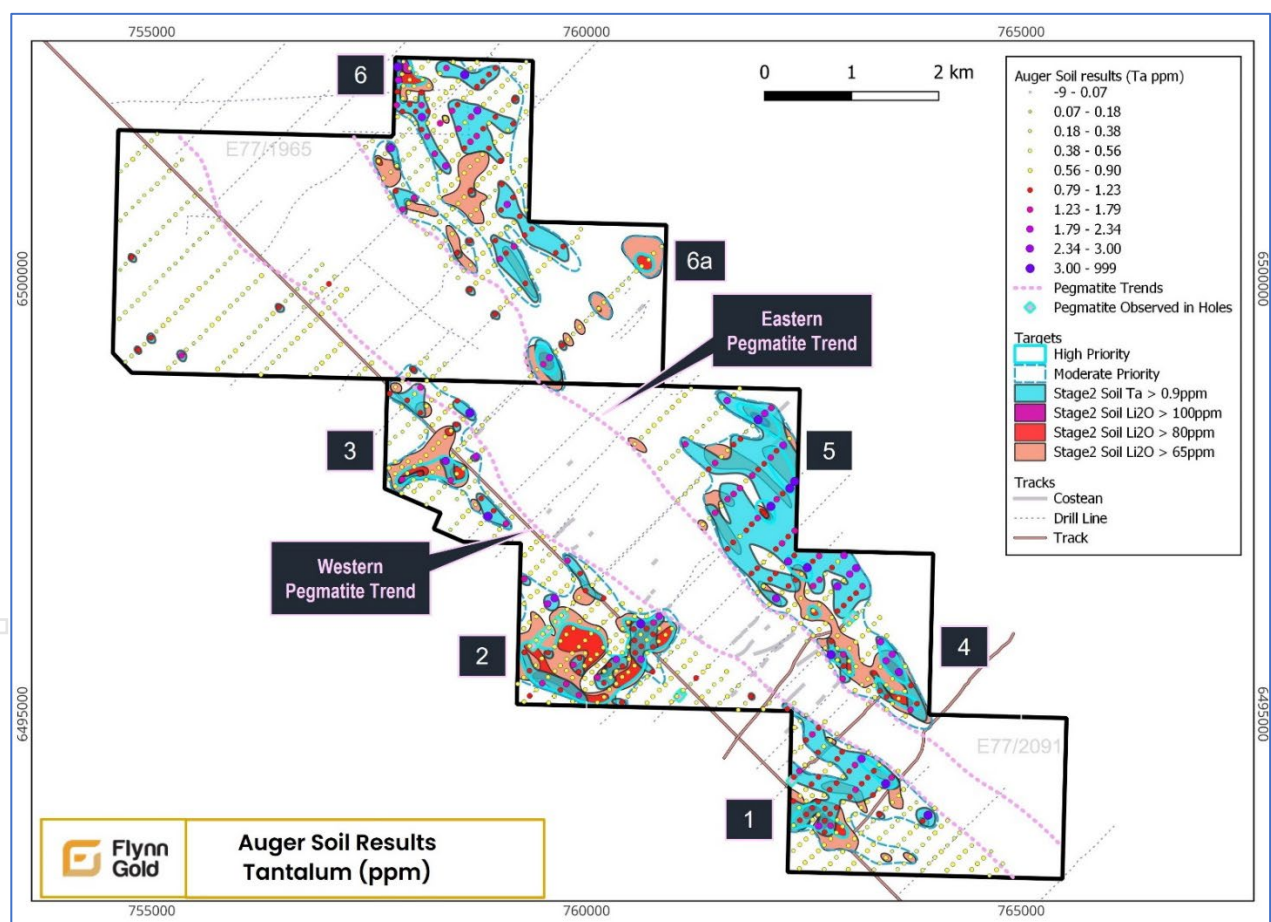 755000
760000
765000
6500000
6500000
6495000
6495000
0 1 2 km
E77/1965
6
6a
Eastern
Pegmatite Trend
3
5
Western
Pegmatite Trend
2
4
E77/2091
1
Auger Soil results (Ta ppm)
-9 - 0.07
0.07 - 0.18
0.18 - 0.38
0.38 - 0.56
0.56 - 0.90
0.79 - 1.23
1.23 - 1.79
1.79 - 2.34
2.34 - 3.00
3.00 - 999
Pegmatite Trends
Pegmatite Observed in Holes
Targets
High Priority
Moderate Priority
Stage2 Soil Ta > 0.9ppm
Stage2 Soil Li2O > 100ppm
Stage2 Soil Li2O > 80ppm
Stage2 Soil Li2O > 65ppm
Tracks
Costean
Drill Line
Track
Flynn
Gold
Auger Soil Results
Tantalum (ppm)
755000
760000
765000